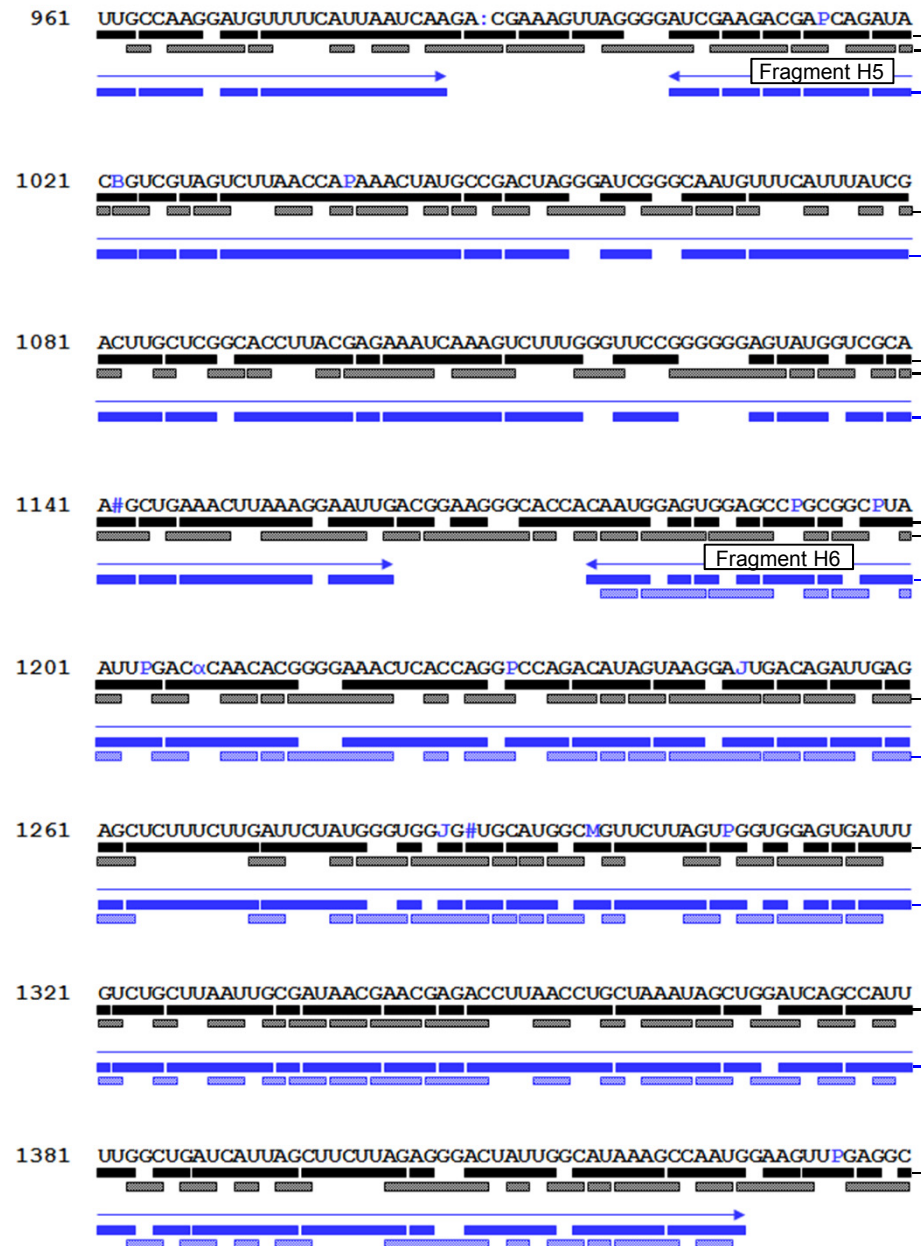 961 UUGCCAAGGAUGUUUUCAUUAAUCAAGA:CGAAAGUUAGGGGAUCGAAGACGAPCAGAUA
Fragment H5
1021 CBGUCGUAGUCUUAACCAPAAACUAUGCCGACUAGGGAUCGGGCAAUGUUUCAUUUAUCG
1081 ACUUGCUCGGCACCUUACGAGAAAUCAAAGUCUUUGGGUUCCGGGGGGAGUAUGGUCGCA
1141 A#GCUGAAACUUAAAGGAAUUGACGGAAGGGCACCACAAUGGAGUGGAGCCPGCGGCPUA
Fragment H6
1201 AUUPGACαCAACACGGGGAAACUCACCAGGPCCAGACAUAGUAAGGAJUGACAGAUUGAG
1261 AGCUCUUUCUUGAUUCUAUGGGUGGJG#UGCAUGGCMGUUCUUAGUPGGUGGAGUGAUUU
1321 GUCUGCUUAAUUGCGAUAACGAACGAGACCUUAACCUGCUAAAUAGCUGGAUCAGCCAUU
1381 UUGGCUGAUCAUUAGCUUCUUAGAGGGACUAUUGGCAUAAAGCCAAUGGAAGUUPGAGGC